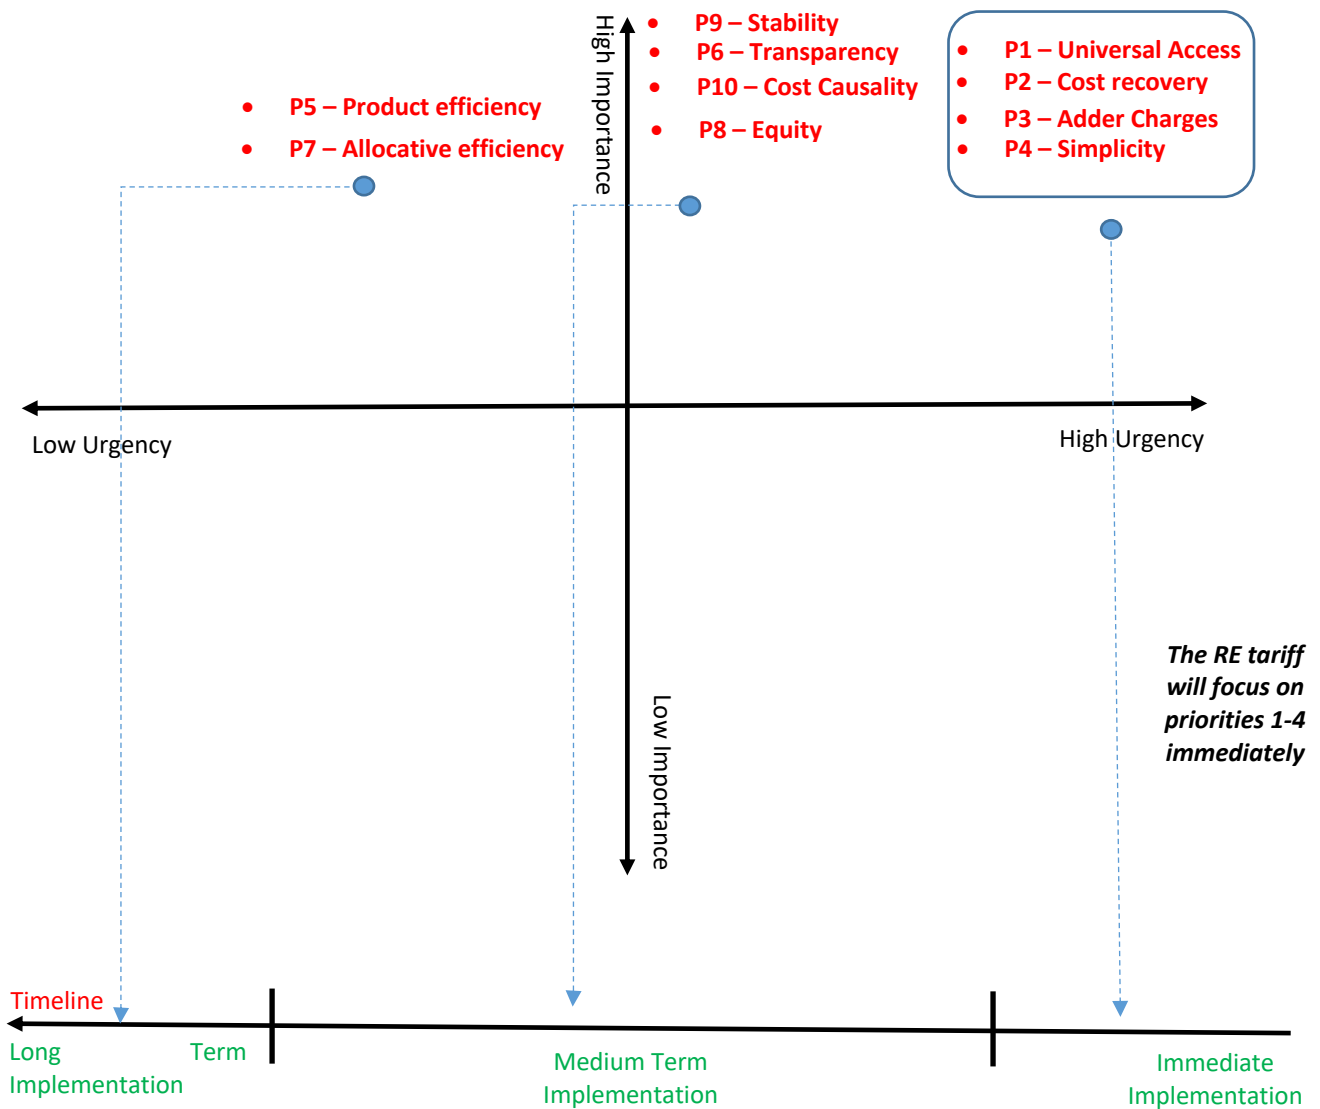 High Importance
• P9 – Stability
• P6 – Transparency
• P10 – Cost Causality
• P8 – Equity
• P1 – Universal Access
• P2 – Cost recovery
• P3 – Adder Charges
• P4 – Simplicity
• P5 – Product efficiency
• P7 – Allocative efficiency
Low Urgency
High Urgency
The RE tariff
will focus on
priorities 1-4
immediately
Low Importance
Timeline
Long Term
Implementation
Medium Term
Implementation
Immediate
Implementation